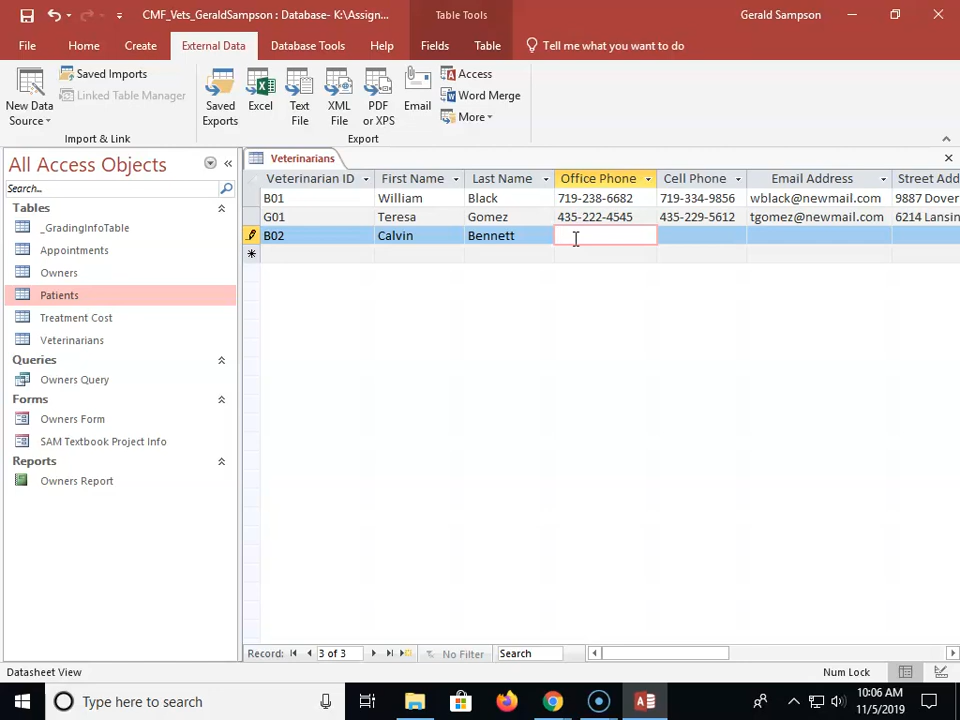 CMF_Vets_GeraldSampson : Database- K:\Assign...
Table Tools
Gerald Sampson
File
Home
Create
External Data
Database Tools
Help
Fields
Table
Tell me what you want to do
New Data Source
Saved Imports
Linked Table Manager
Import & Link
Saved Exports
Excel
Text File
XML File
PDF or XPS
Email
Access
Word Merge
More
Export
All Access Objects
Search...
Tables
_GradingInfoTable
Appointments
Owners
Patients
Treatment Cost
Veterinarians
Queries
Owners Query
Forms
Owners Form
SAM Textbook Project Info
Reports
Owners Report
Veterinarians
Veterinarian ID First Name Last Name Office Phone Cell Phone Email Address Street Addr
B01 William Black 719-238-6682 719-334-9856 wblack@newmail.com 9887 Dover
G01 Teresa Gomez 435-222-4545 435-229-5612 tgomez@newmail.com 6214 Lansin
B02 Calvin Bennett
Record: 3 of 3 No Filter Search
Datasheet View
Num Lock
Type here to search
10:06 AM
11/5/2019